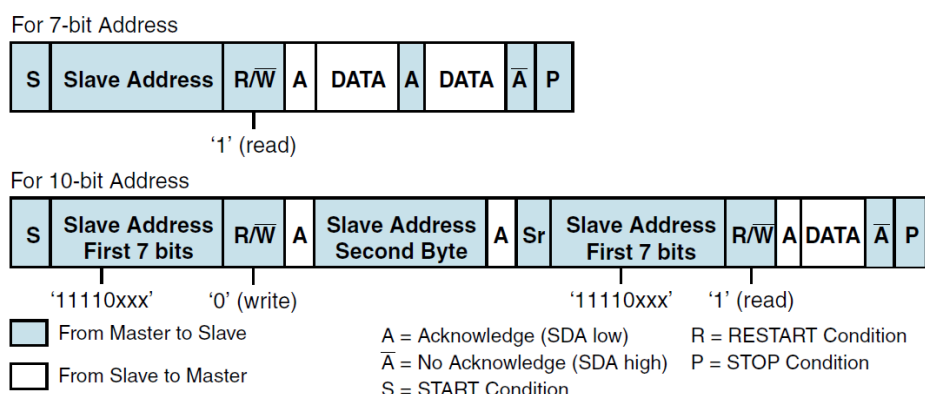 For 7-bit Address
S Slave Address R/W̅ A DATA A DATA A̅ P
‘1’ (read)
For 10-bit Address
S Slave Address First 7 bits R/W̅ A Slave Address Second Byte A Sr Slave Address First 7 bits R/W̅ A DATA A̅ P
‘11110xxx’ ‘0’ (write) ‘11110xxx’ ‘1’ (read)
From Master to Slave
From Slave to Master
A = Acknowledge (SDA low)
A̅ = No Acknowledge (SDA high)
S = START Condition
R = RESTART Condition
P = STOP Condition